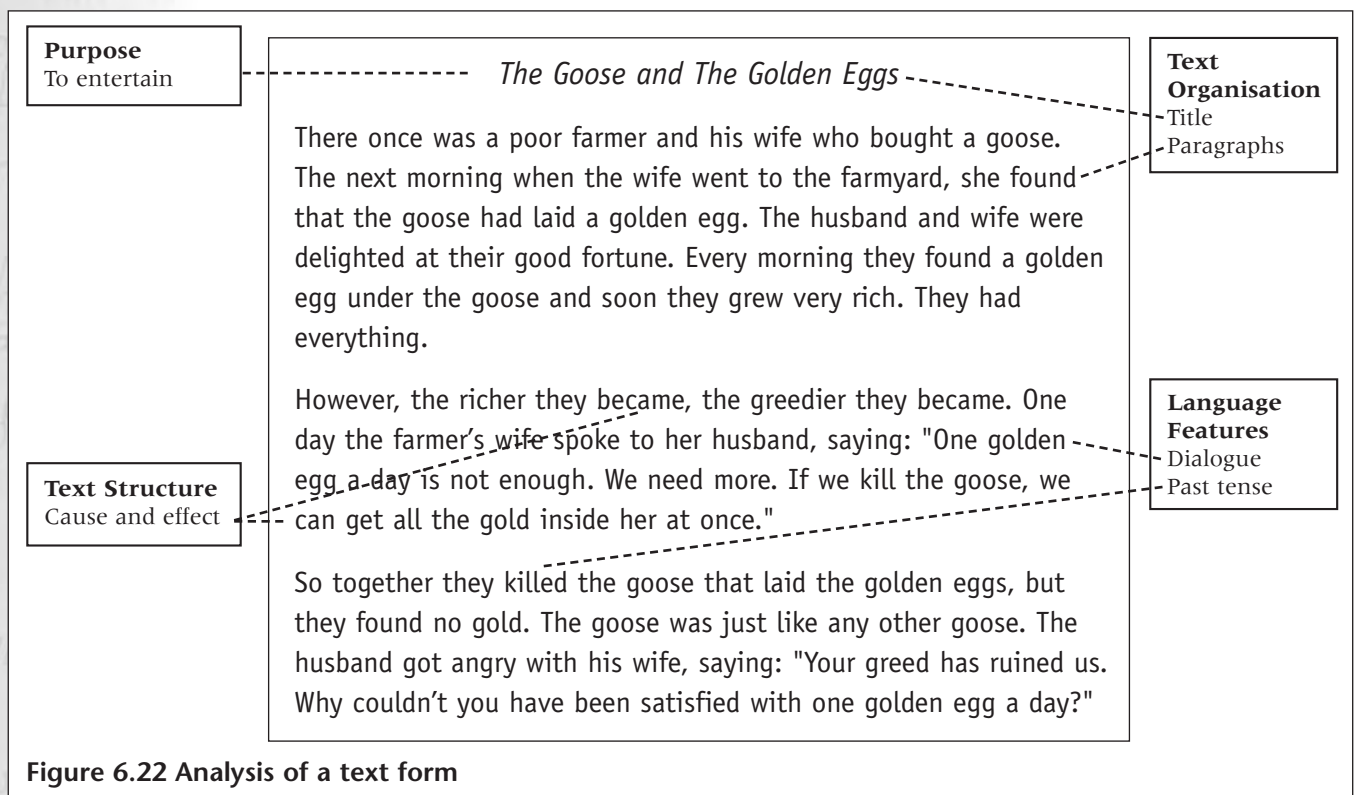 Purpose
To entertain
The Goose and The Golden Eggs
Text
Organisation
Title
Paragraphs
There once was a poor farmer and his wife who bought a goose.
The next morning when the wife went to the farmyard, she found
that the goose had laid a golden egg. The husband and wife were
delighted at their good fortune. Every morning they found a golden
egg under the goose and soon they grew very rich. They had
everything.
However, the richer they became, the greedier they became. One
day the farmer's wife spoke to her husband, saying: "One golden
egg a day is not enough. We need more. If we kill the goose, we
can get all the gold inside her at once."
Language
Features
Dialogue
Past tense
Text Structure
Cause and effect
So together they killed the goose that laid the golden eggs, but
they found no gold. The goose was just like any other goose. The
husband got angry with his wife, saying: "Your greed has ruined us.
Why couldn't you have been satisfied with one golden egg a day?"
Figure 6.22 Analysis of a text form